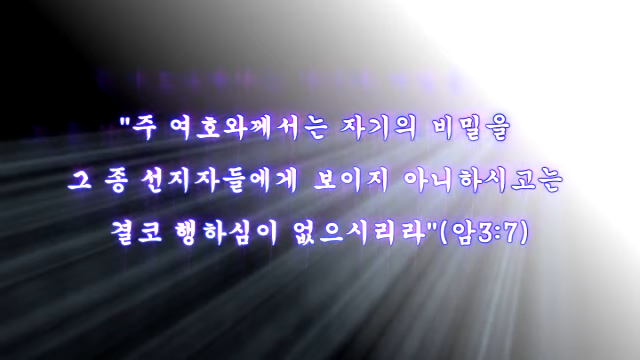 "주 여호와께서는 자기의 비밀을
그 종 선지자들에게 보이지 아니하시고는
결코 행하심이 없으시리라"(암3:7)